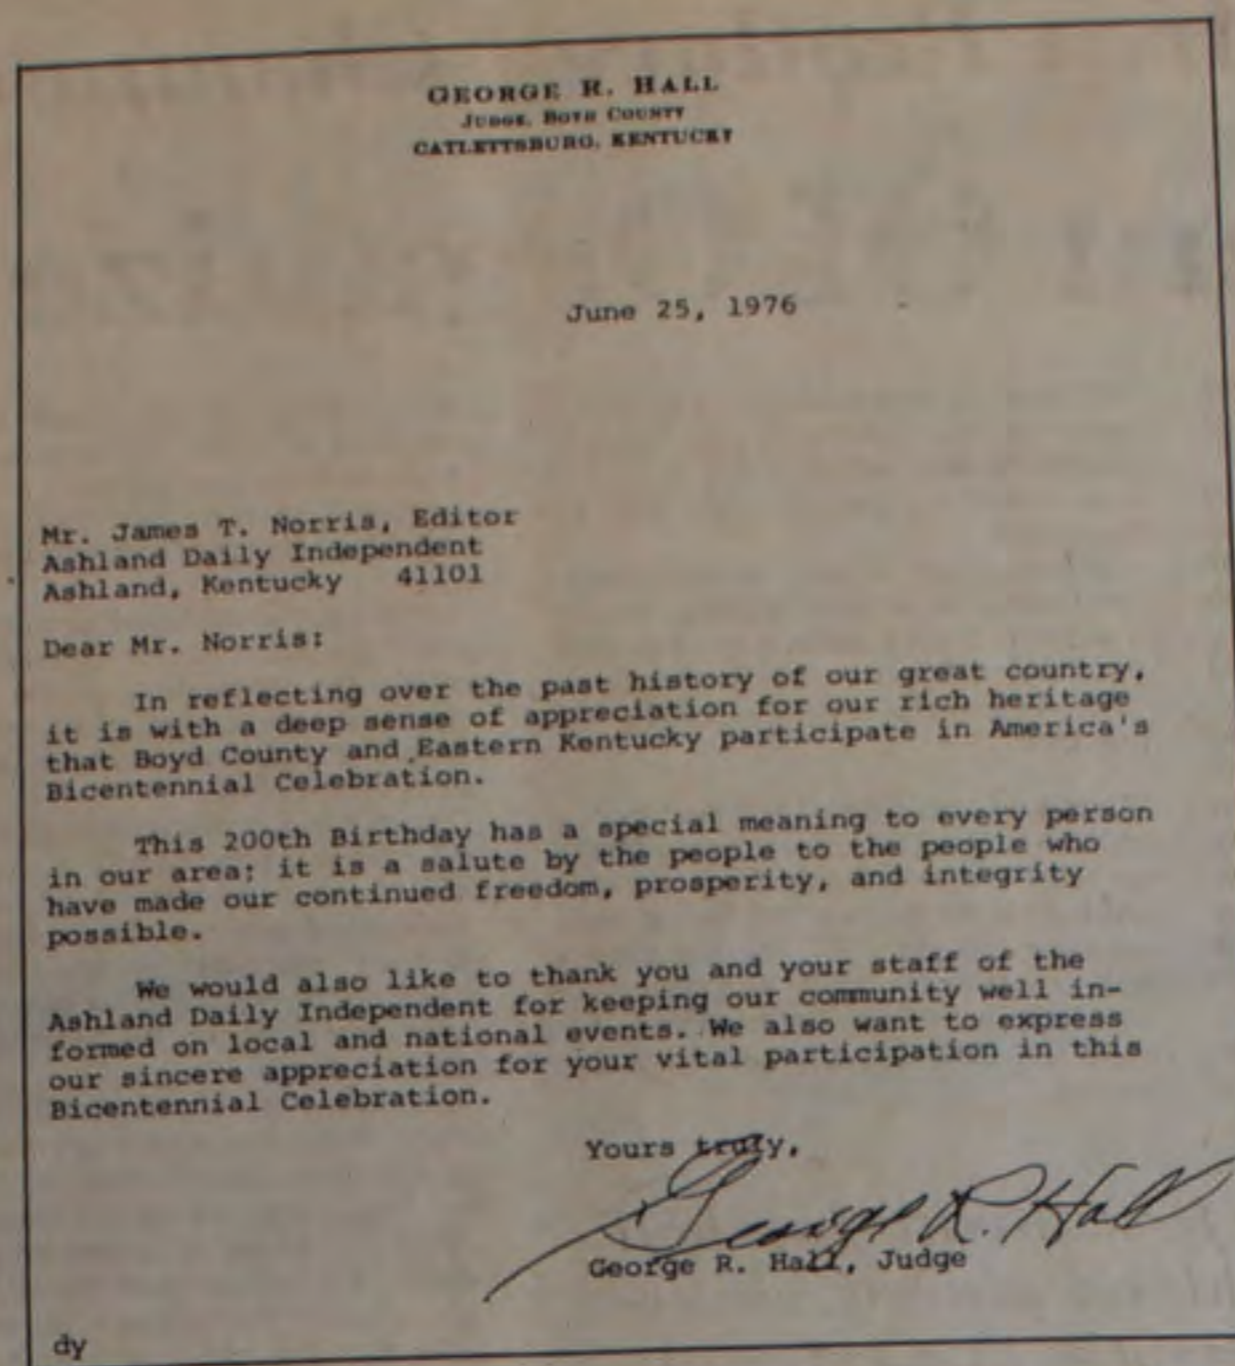 GEORGE R. HALL
JUDGE, BOYD COUNTY
CATLETTSBURG, KENTUCKY
June 25, 1976
Mr. James T. Norris, Editor
Ashland Daily Independent
Ashland, Kentucky 41101
Dear Mr. Norris:
In reflecting over the past history of our great country,
it is with a deep sense of appreciation for our rich heritage
that Boyd County and Eastern Kentucky participate in America's
Bicentennial Celebration.
This 200th Birthday has a special meaning to every person
in our area; it is a salute by the people to the people who
have made our continued freedom, prosperity, and integrity
possible.
We would also like to thank you and your staff of the
Ashland Daily Independent for keeping our community well in-
formed on local and national events. We also want to express
our sincere appreciation for your vital participation in this
Bicentennial Celebration.
Yours truly,
George R. Hall
George R. Hall, Judge
dy